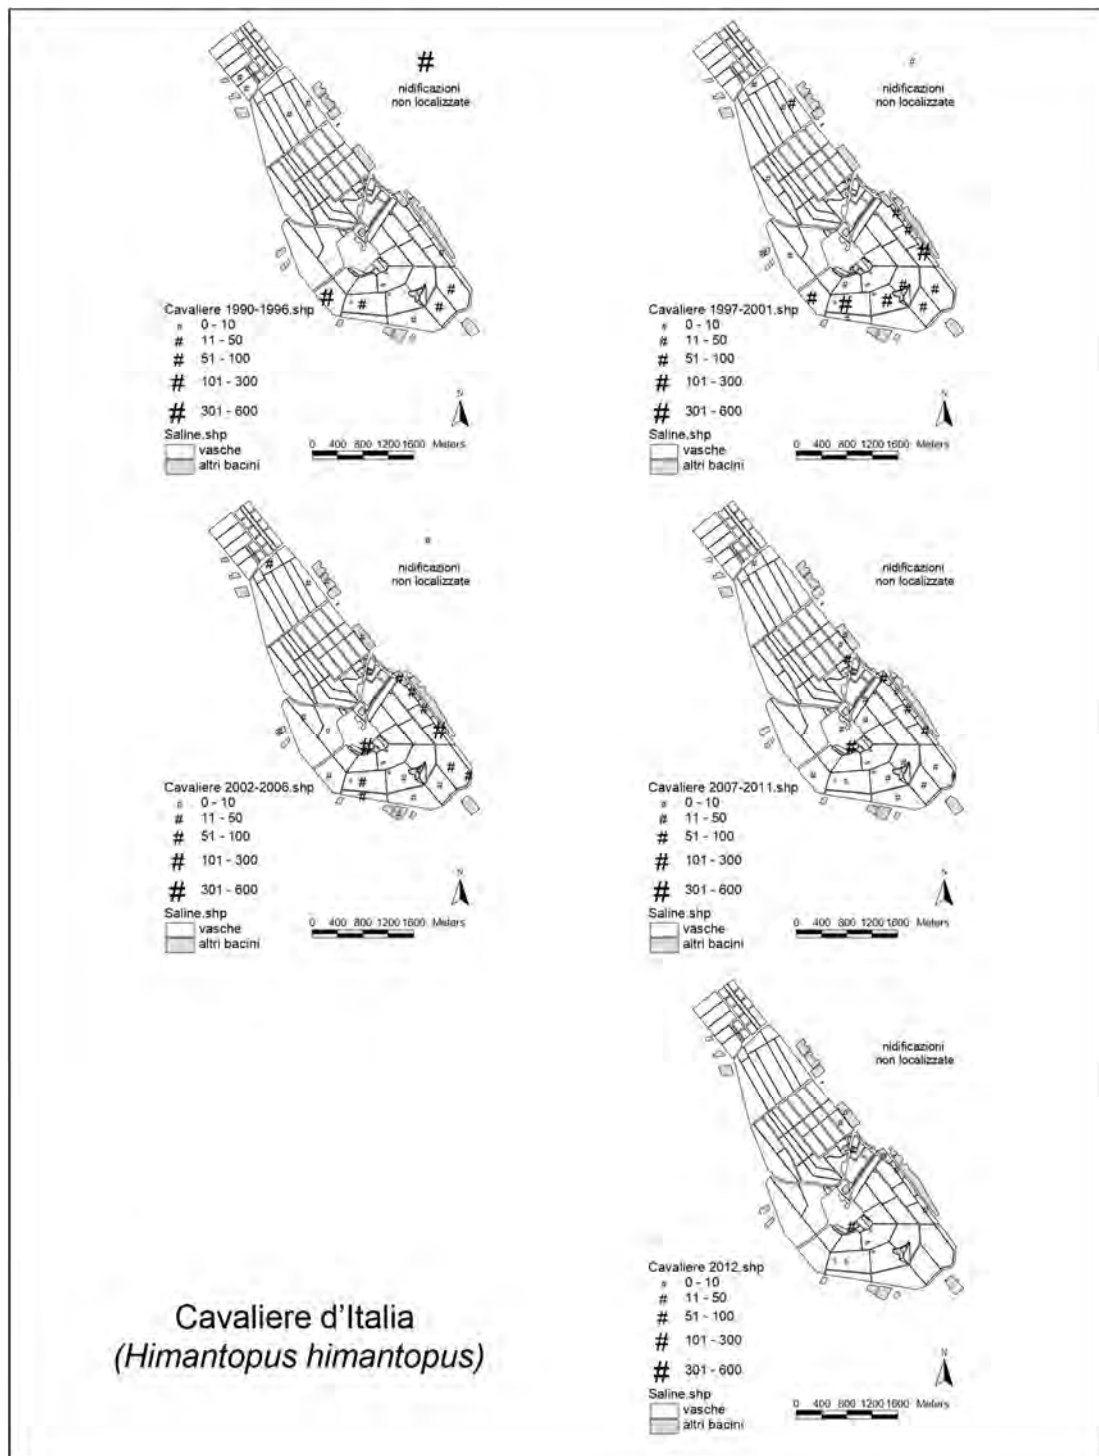 #
nidificazioni
non localizzate
Cavaliere 1990-1996.shp
# 0 - 10
# 11 - 50
# 51 - 100
# 101 - 300
# 301 - 600
Saline.shp
vasche
altri bacini
N
0 400 800 1200 1600 Meters
#
nidificazioni
non localizzate
Cavaliere 1997-2001.shp
# 0 - 10
# 11 - 50
# 51 - 100
# 101 - 300
# 301 - 600
Saline.shp
vasche
altri bacini
N
0 400 800 1200 1600 Meters
#
nidificazioni
non localizzate
Cavaliere 2002-2006.shp
# 0 - 10
# 11 - 50
# 51 - 100
# 101 - 300
# 301 - 600
Saline.shp
vasche
altri bacini
N
0 400 800 1200 1600 Meters
nidificazioni
non localizzate
Cavaliere 2007-2011.shp
# 0 - 10
# 11 - 50
# 51 - 100
# 101 - 300
# 301 - 600
Saline.shp
vasche
altri bacini
N
0 400 800 1200 1600 Meters
nidificazioni
non localizzate
Cavaliere 2012.shp
# 0 - 10
# 11 - 50
# 51 - 100
# 101 - 300
# 301 - 600
Saline.shp
vasche
altri bacini
N
0 400 800 1200 1600 Meters
Cavaliere d'Italia
(Himantopus himantopus)